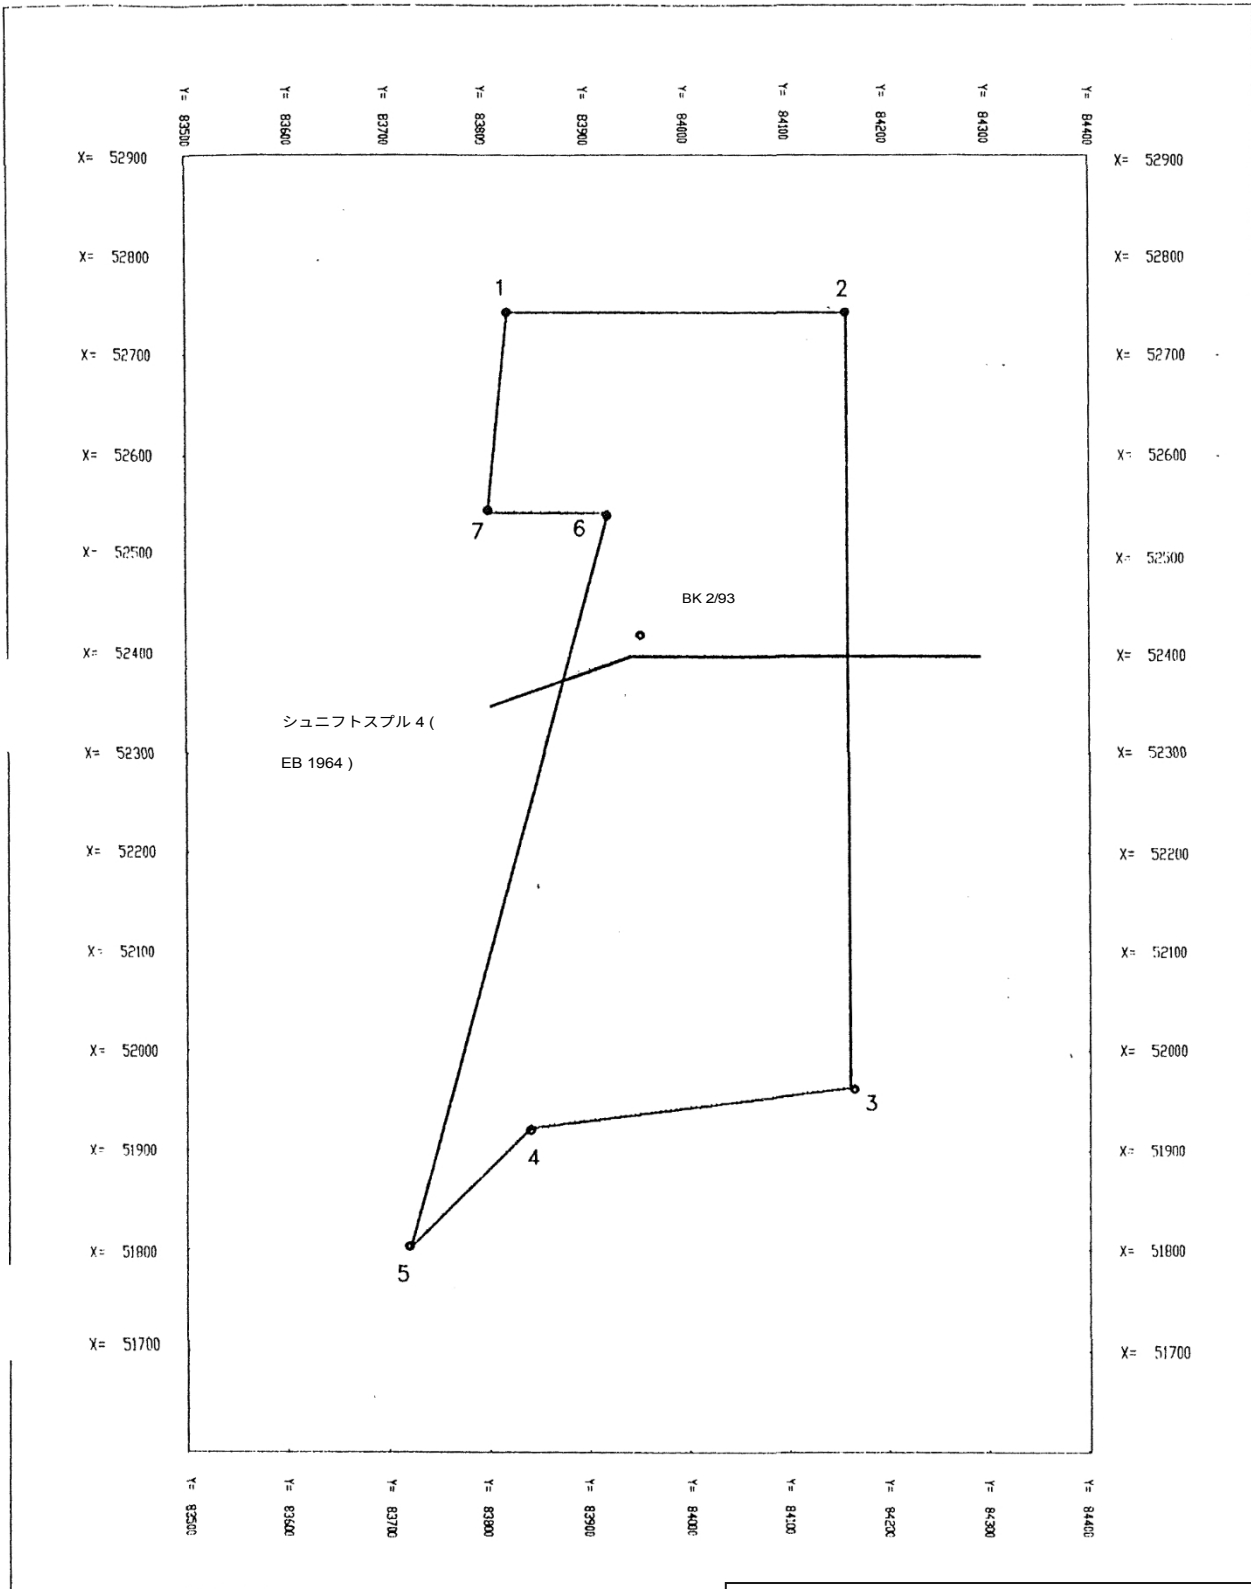 Y= 83500
Y= 83600
Y= 83700
Y= 83800
Y= 83900
Y= 84000
Y= 84100
Y= 84200
Y= 84300
Y= 84400
X= 52900
X= 52900
X= 52800
X= 52800
1
2
X= 52700
X= 52700
X= 52600
X= 52600
7
6
X= 52500
X= 52500
BK 2/93
X= 52400
X= 52400
シュニフトスプル 4 (
EB 1964 )
X= 52300
X= 52300
X= 52200
X= 52200
X= 52100
X= 52100
X= 52000
X= 52000
3
X= 51900
X= 51900
4
X= 51800
X= 51800
5
X= 51700
X= 51700
Y= 83500
Y= 83600
Y= 83700
Y= 83800
Y= 83900
Y= 84000
Y= 84100
Y= 84200
Y= 84300
Y= 84400